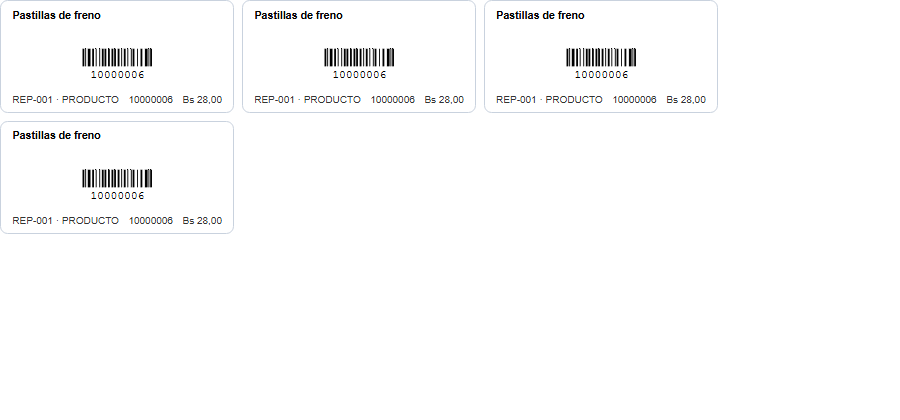 Pastillas de freno
10000006
REP-001 · PRODUCTO 10000006 Bs 28,00
Pastillas de freno
10000006
REP-001 · PRODUCTO 10000006 Bs 28,00
Pastillas de freno
10000006
REP-001 · PRODUCTO 10000006 Bs 28,00
Pastillas de freno
10000006
REP-001 · PRODUCTO 10000006 Bs 28,00